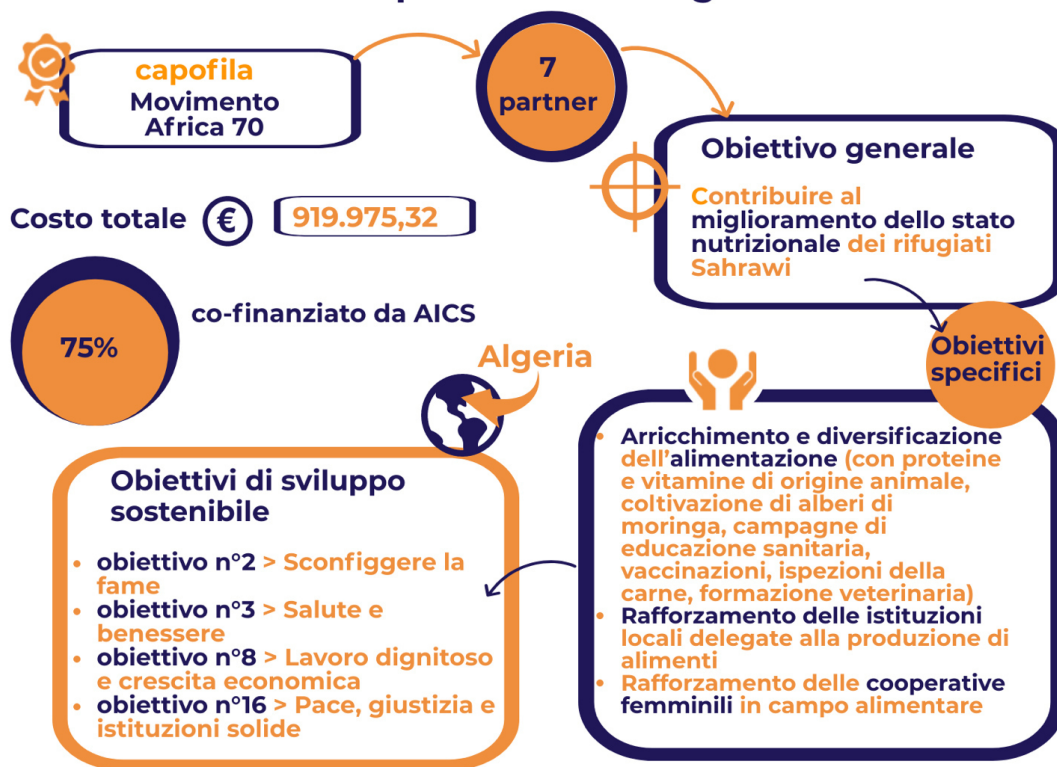 capofila
Movimento
Africa 70
7
partner
Obiettivo generale
Contribuire al
miglioramento dello stato
nutrizionale dei rifugiati
Sahrawi
Costo totale € 919.975,32
75%
co-finanziato da AICS
Algeria
Obiettivi
specifici
• Arricchimento e diversificazione
dell'alimentazione (con proteine
e vitamine di origine animale,
coltivazione di alberi di
moringa, campagne di
educazione sanitaria,
vaccinazioni, ispezioni della
carne, formazione veterinaria)
• Rafforzamento delle istituzioni
locali delegate alla produzione di
alimenti
• Rafforzamento delle cooperative
femminili in campo alimentare
Obiettivi di sviluppo
sostenibile
• obiettivo n°2 > Sconfiggere la
fame
• obiettivo n°3 > Salute e
benessere
• obiettivo n°8 > Lavoro dignitoso
e crescita economica
• obiettivo n°16 > Pace, giustizia e
istituzioni solide